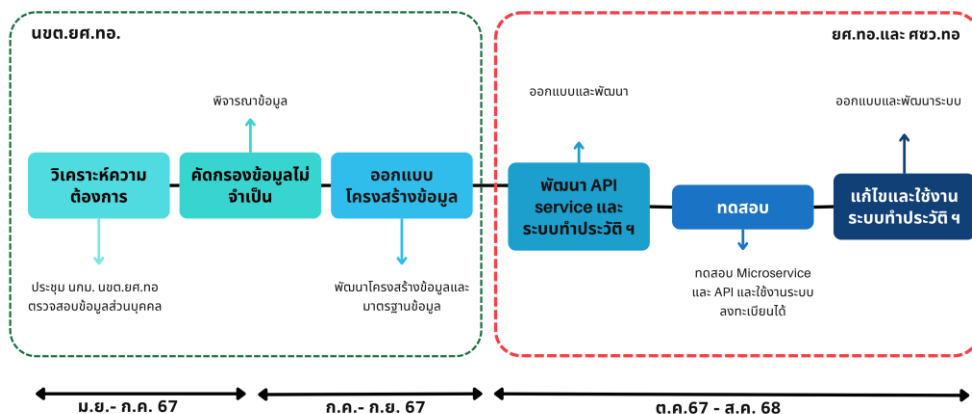 นขต.ยศ.ทอ.
ยศ.ทอ.และ ศซว.ทอ
พิจารณาข้อมูล
ออกแบบและพัฒนา
ออกแบบและพัฒนาระบบ
วิเคราะห์ความ
ต้องการ
คัดกรองข้อมูลไม่
จำเป็น
ออกแบบ
โครงสร้างข้อมูล
พัฒนา API
service และ
ระบบทำประวัติ ฯ
ทดสอบ
แก้ไขและใช้งาน
ระบบทำประวัติ ฯ
ประชุม นกม. นขต.ยศ.ทอ
ตรวจสอบข้อมูลส่วนบุคคล
พัฒนาโครงสร้างข้อมูลและ
มาตรฐานข้อมูล
ทดสอบ Microservice
และ API และใช้งานระบบ
ลงทะเบียนได้
ม.ย.- ก.ค. 67
ก.ค.- ก.ย. 67
ต.ค.67 - ส.ค. 68